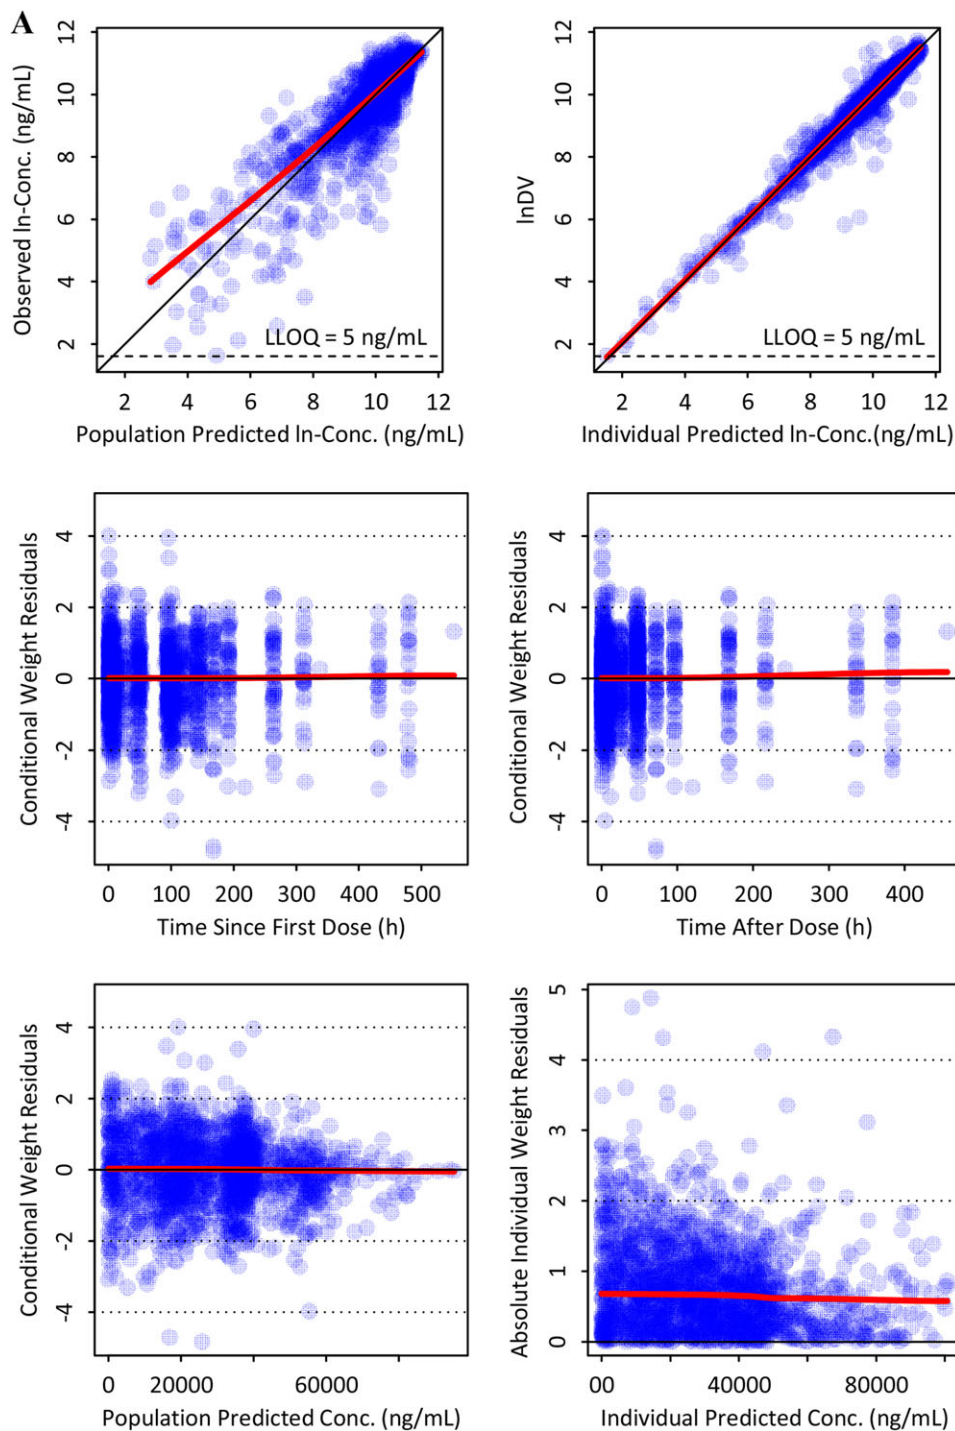 A
Observed ln-Conc. (ng/mL)
12
10
8
6
4
2
LLOQ = 5 ng/mL
2 4 6 8 10 12
Population Predicted ln-Conc. (ng/mL)
lnDV
12
10
8
6
4
2
LLOQ = 5 ng/mL
2 4 6 8 10 12
Individual Predicted ln-Conc.(ng/mL)
Conditional Weight Residuals
4
2
0
-2
-4
0 100 200 300 400 500
Time Since First Dose (h)
Conditional Weight Residuals
4
2
0
-2
-4
0 100 200 300 400
Time After Dose (h)
Conditional Weight Residuals
4
2
0
-2
-4
0 20000 60000
Population Predicted Conc. (ng/mL)
Absolute Individual Weight Residuals
5
4
3
2
1
0
00 40000 80000
Individual Predicted Conc. (ng/mL)